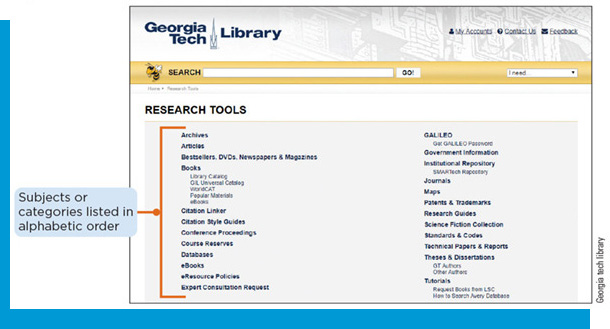 Georgia
Tech
Library
My Accounts Contact Us Feedback
SEARCH
GO!
I need...
Home Research Tools
RESEARCH TOOLS
Archives
Articles
Bestsellers, DVDs, Newspapers & Magazines
Books
Library Catalog
GIL Universal Catalog
WorldCAT
Popular Materials
eBooks
Citation Linker
Citation Style Guides
Conference Proceedings
Course Reserves
Databases
eBooks
eResource Policies
Expert Consultation Request
GALILEO
Get GALILEO Password
Government Information
Institutional Repository
SMARTech Repository
Journals
Maps
Patents & Trademarks
Research Guides
Science Fiction Collection
Standards & Codes
Technical Papers & Reports
Theses & Dissertations
GT Authors
Other Authors
Tutorials
Request Books from LSC
How to Search Avery Database
Subjects or
categories listed in
alphabetic order
Georgia tech library